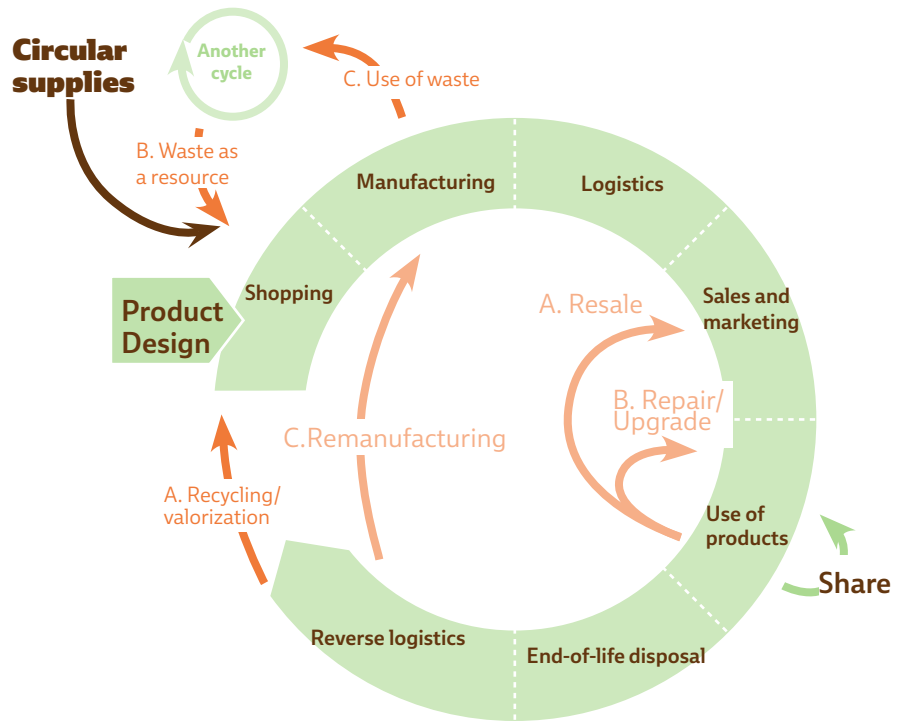 Circular
supplies
Another
cycle
C. Use of waste
B. Waste as
a resource
Manufacturing
Logistics
Shopping
Sales and
marketing
Product
Design
A. Resale
B. Repair/
Upgrade
C.Remanufacturing
A. Recycling/
valorization
Use of
products
Share
Reverse logistics
End-of-life disposal